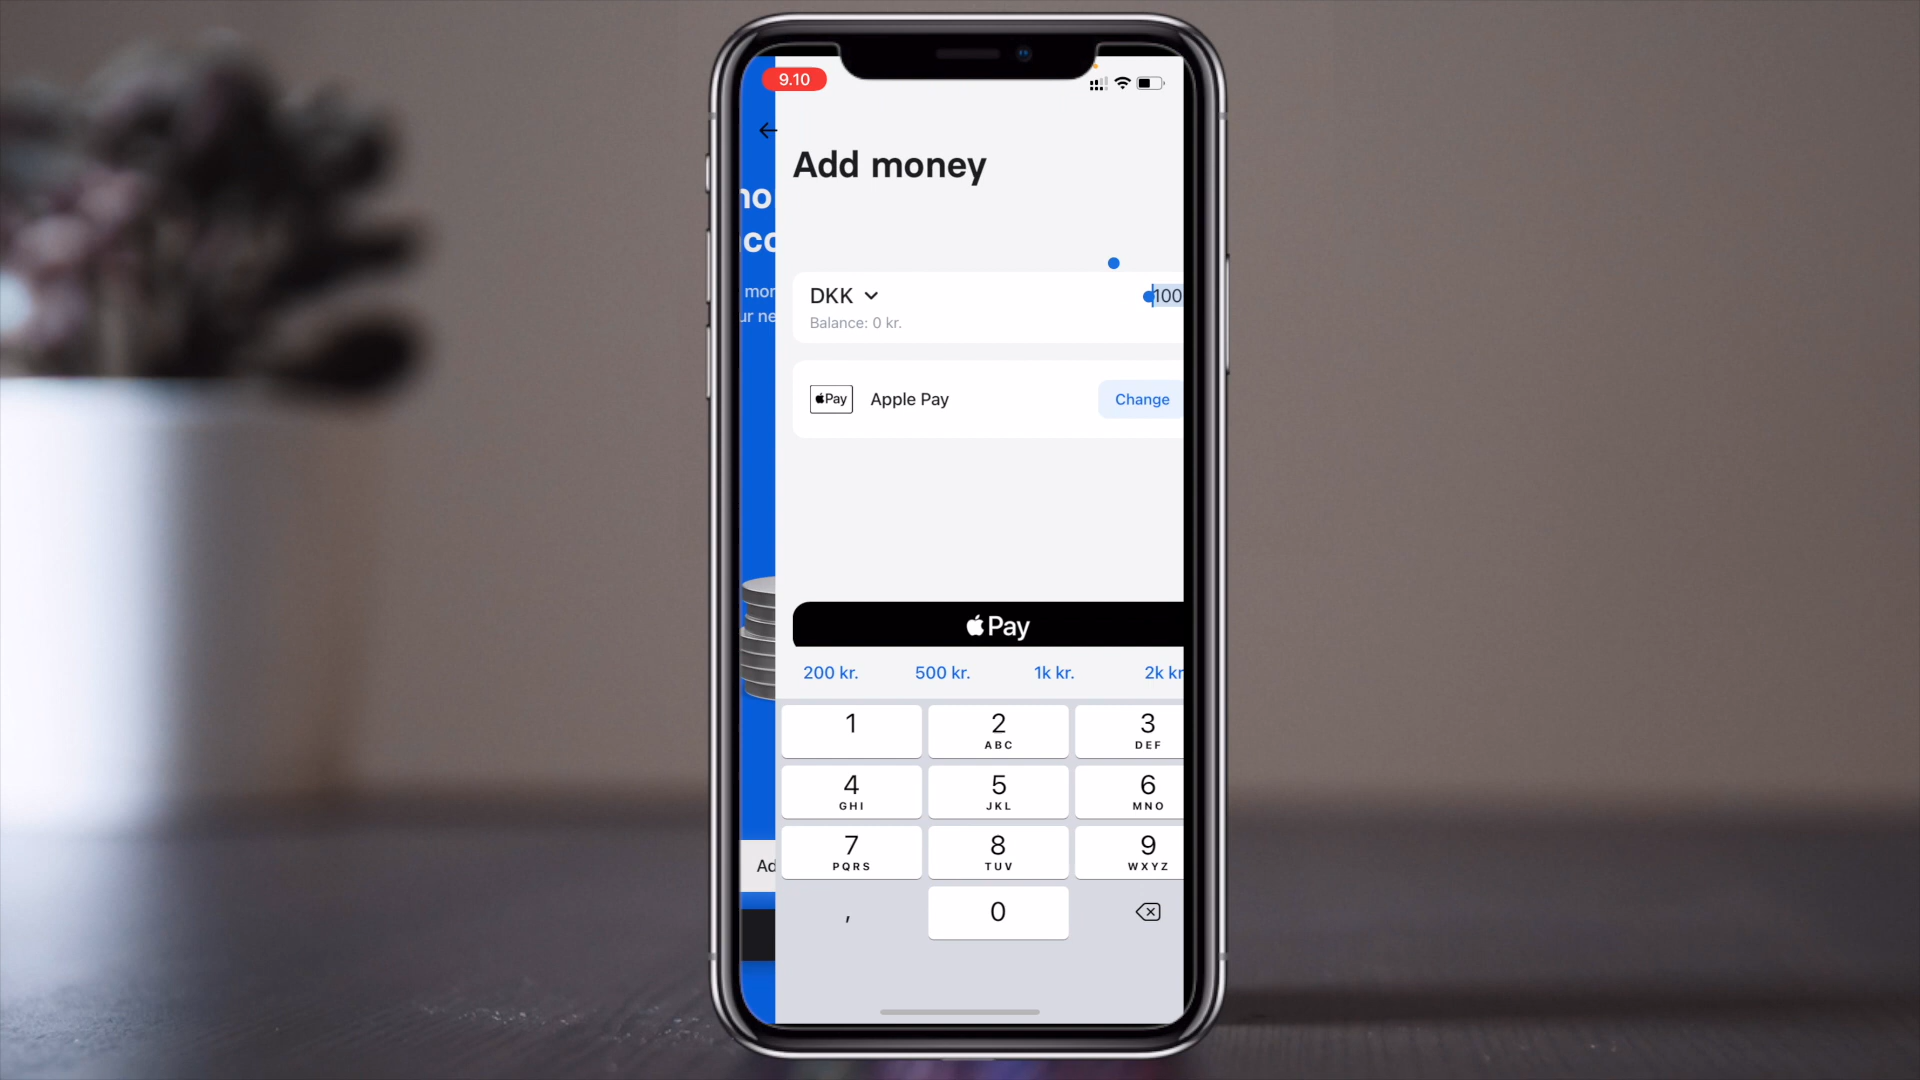 9.10
Add money
DKK
100
Balance: 0 kr.
Pay
Apple Pay
Change
Pay
200 kr.
500 kr.
1k kr.
2k kr
1
2
ABC
3
DEF
4
GHI
5
JKL
6
MNO
7
PQRS
8
TUV
9
WXYZ
,
0